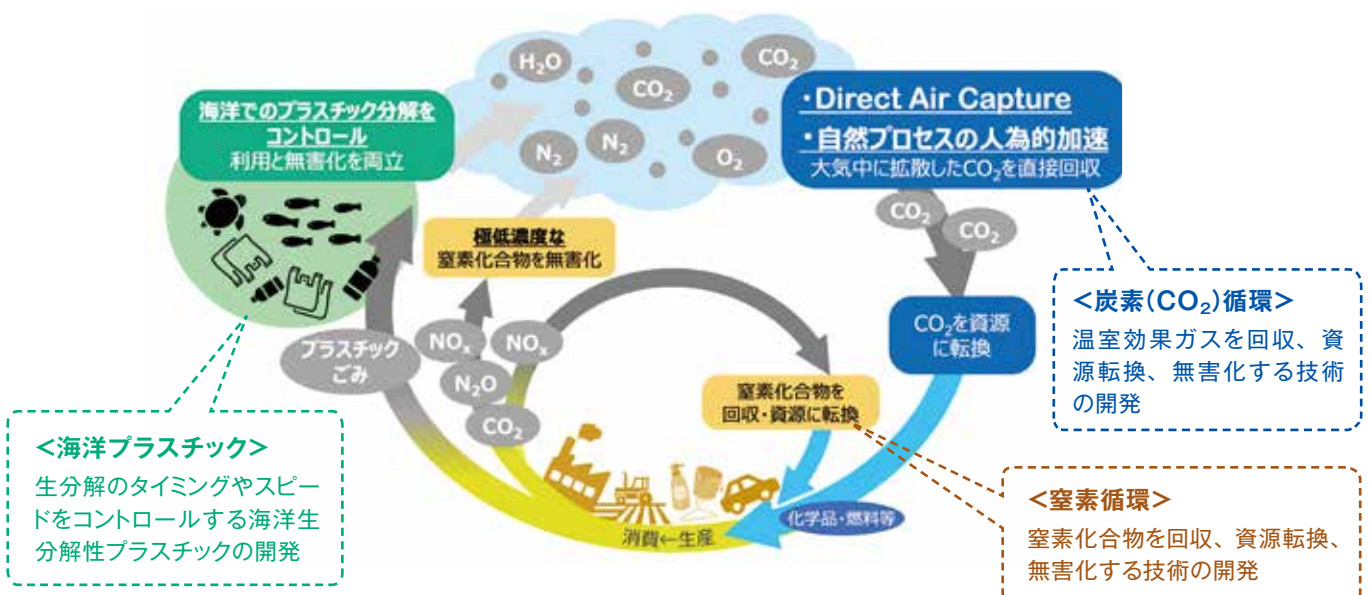 H₂O
CO₂
CO₂
N₂
N₂
O₂
海洋でのプラスチック分解を
コントロール
利用と無害化を両立
・Direct Air Capture
・自然プロセスの人為的加速
大気中に拡散したCO₂を直接回収
CO₂
CO₂
極低濃度な
窒素化合物を無害化
<炭素(CO₂)循環>
温室効果ガスを回収、資
源転換、無害化する技術
の開発
CO₂を資源
に転換
プラスチック
ごみ
NOₓ
NOₓ
N₂O
CO₂
窒素化合物を
回収・資源に転換
<海洋プラスチック>
生分解のタイミングやスピー
ドをコントロールする海洋生
分解性プラスチックの開発
化学品・燃料等
消費←生産
<窒素循環>
窒素化合物を回収、資源転換、
無害化する技術の開発